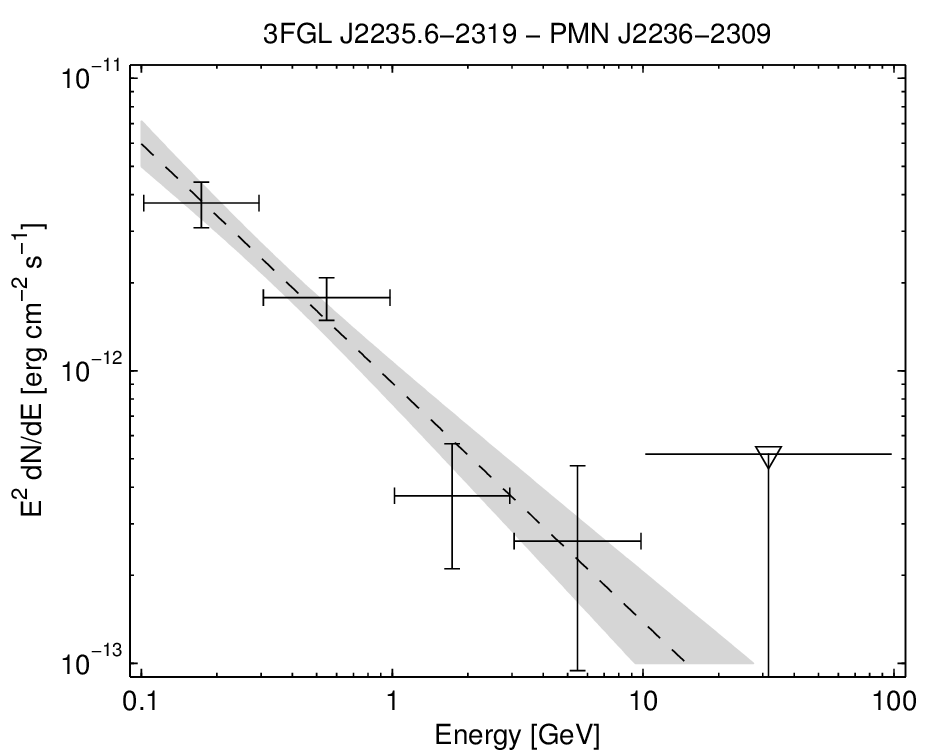 3FGL J2235.6−2319 − PMN J2236−2309
E² dN/dE [erg cm⁻² s⁻¹]
10⁻¹¹
10⁻¹²
10⁻¹³
0.1 1 10 100
Energy [GeV]